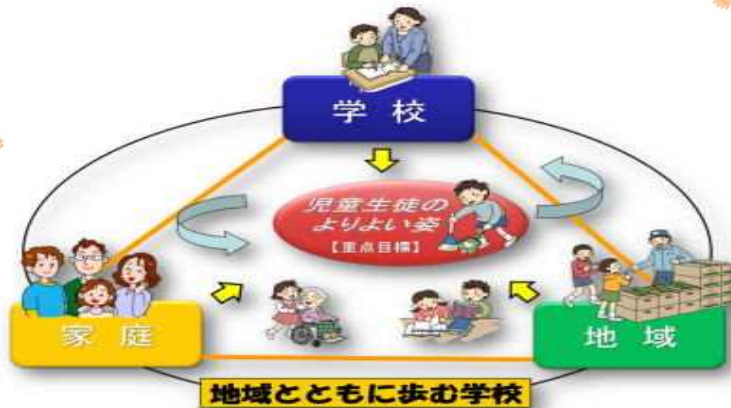 学校
児童生徒の
よりよい姿
【重点目標】
家庭
地域
地域とともに歩む学校